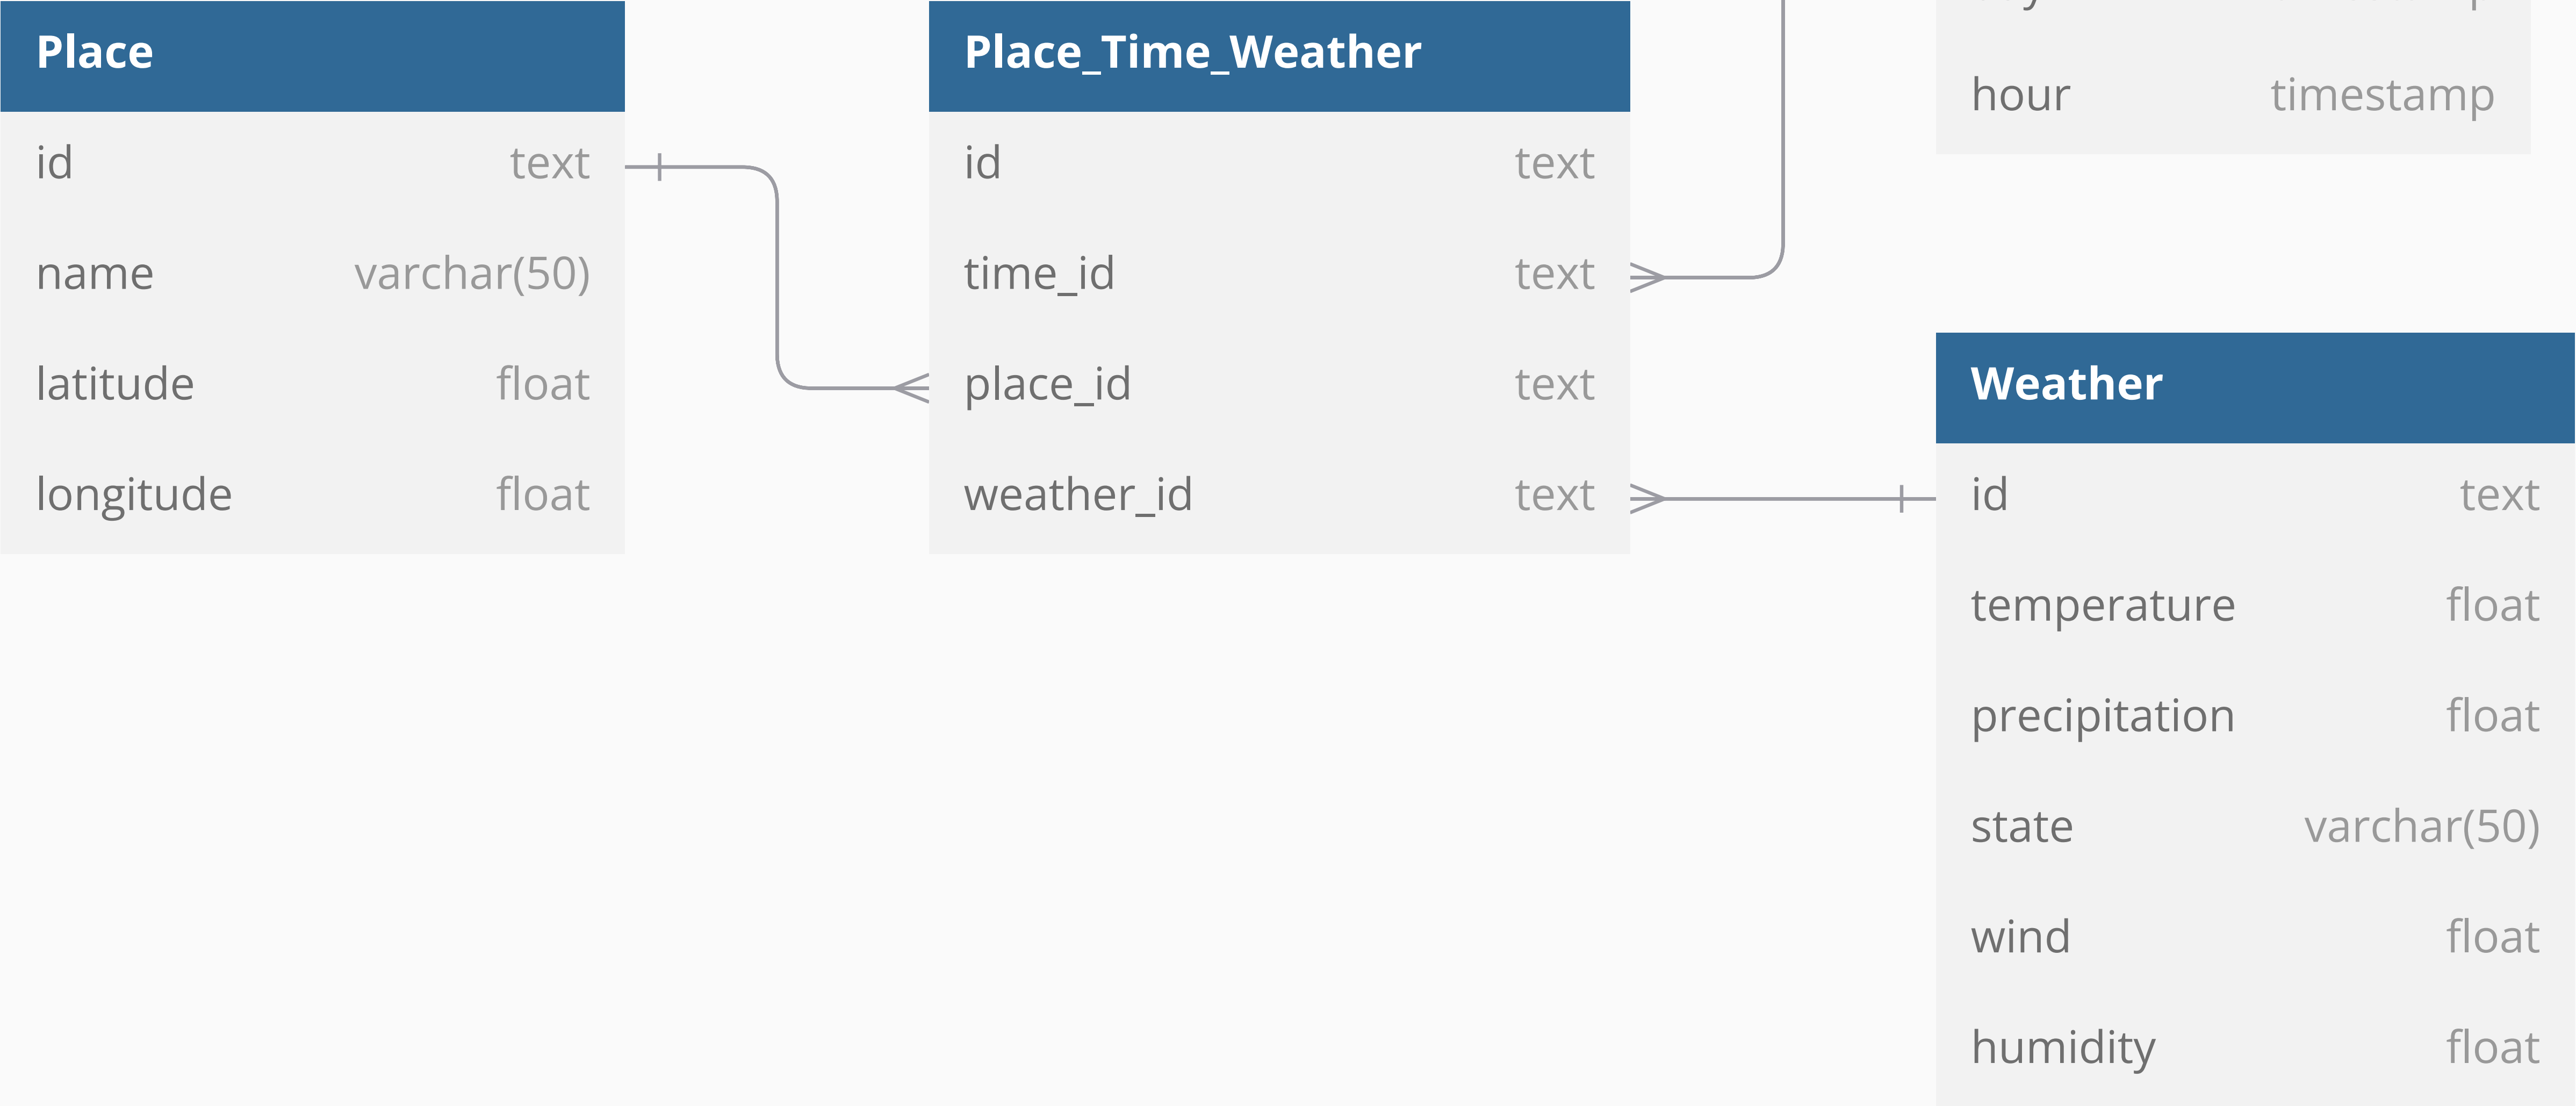 hour timestamp
Place
id text
name varchar(50)
latitude float
longitude float
Place_Time_Weather
id text
time_id text
place_id text
weather_id text
Weather
id text
temperature float
precipitation float
state varchar(50)
wind float
humidity float